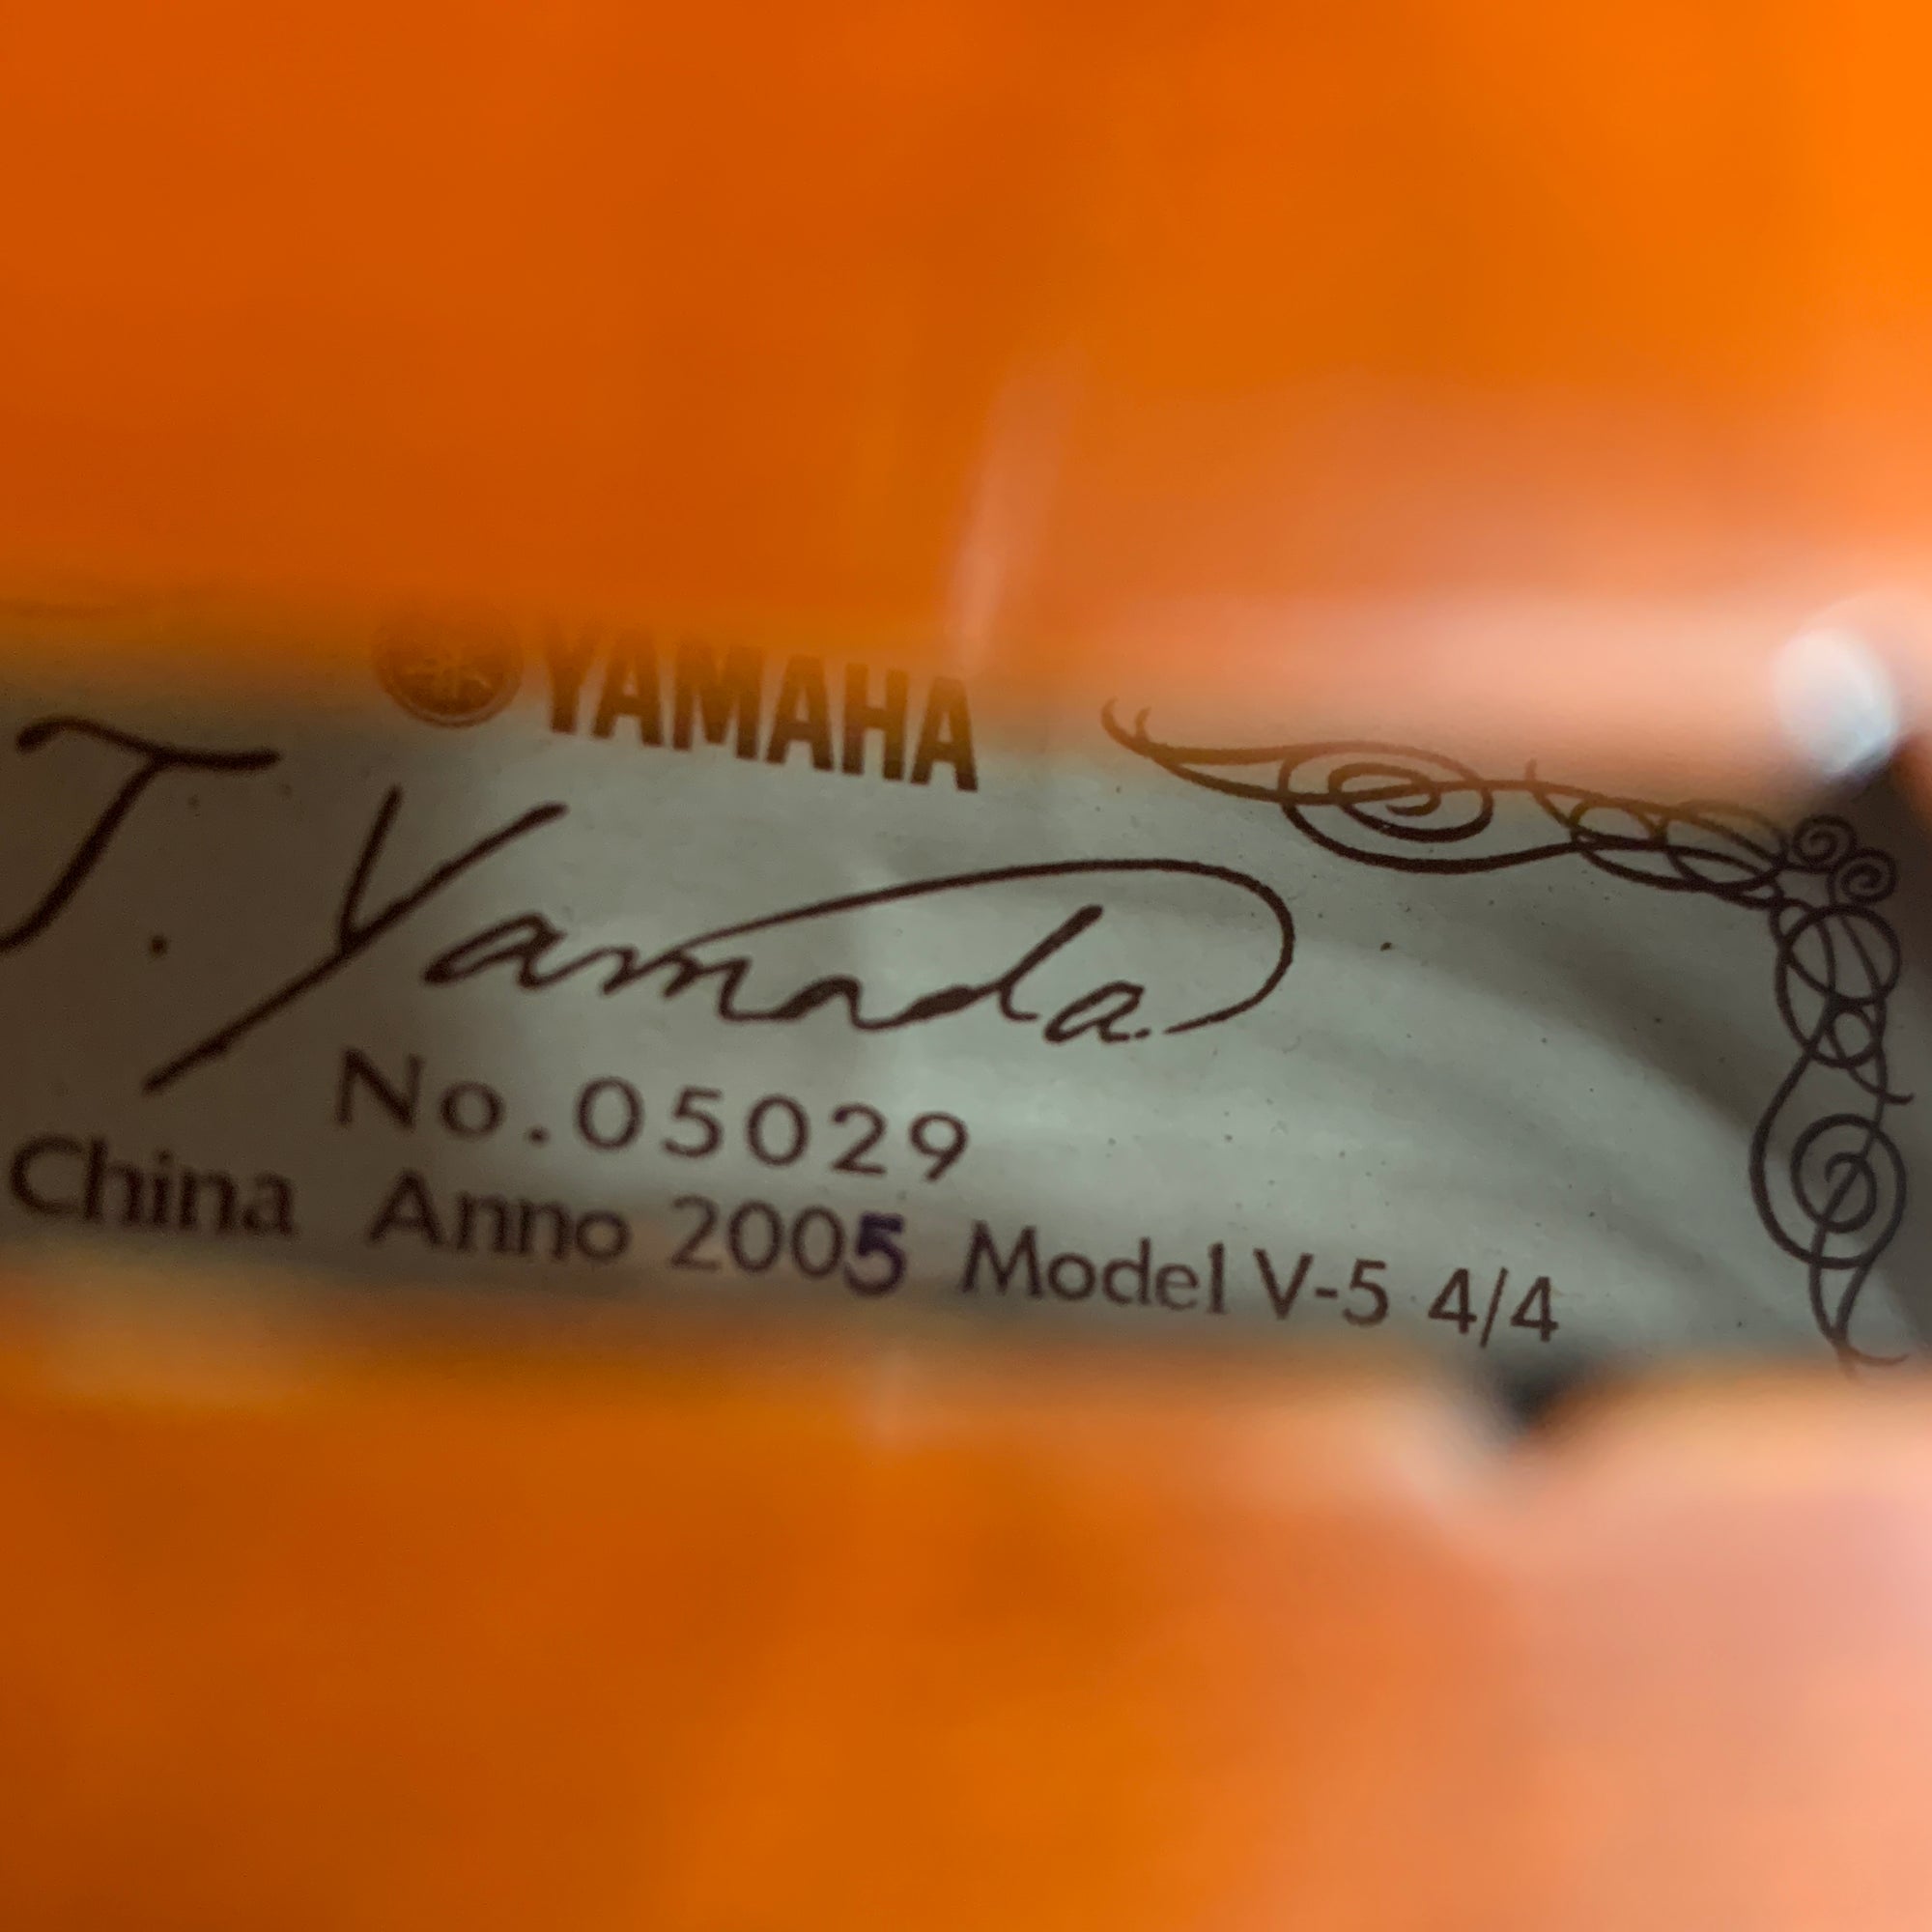 YAMAHA
T. Yamada
No.05029
China Anno 2005 Model V-5 4/4